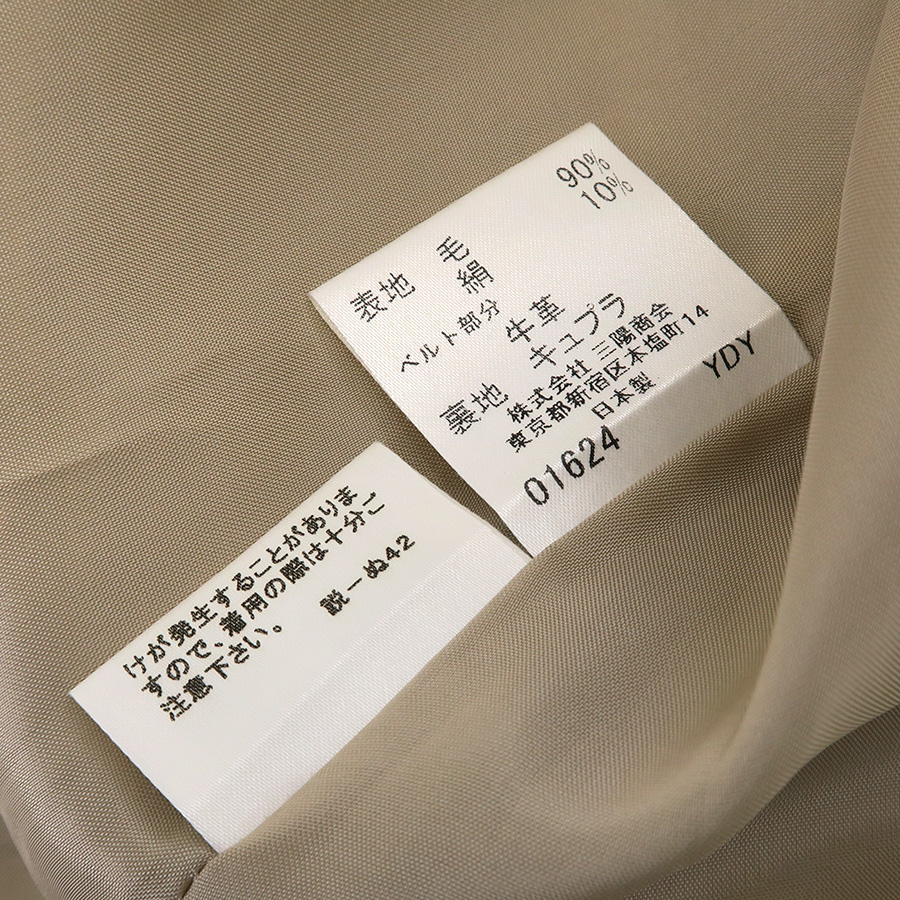 表地 毛 90%
絹 10%
ベルト部分
牛革
裏地 キュプラ
株式会社 三陽商会
東京都新宿区本塩町14
日本製
YDY
01624
けが発生することがありま
すので、着用の際は十分ご
注意下さい。
説－ぬ42